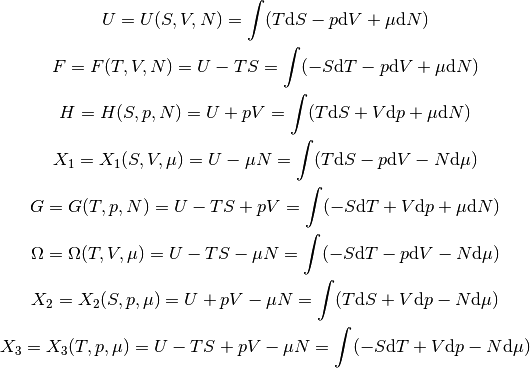 U = U(S, V, N) = ∫(TdS − pdV + μdN)
F = F(T, V, N) = U − TS = ∫(−SdT − pdV + μdN)
H = H(S, p, N) = U + pV = ∫(TdS + Vdp + μdN)
X₁ = X₁(S, V, μ) = U − μN = ∫(TdS − pdV − Ndμ)
G = G(T, p, N) = U − TS + pV = ∫(−SdT + Vdp + μdN)
Ω = Ω(T, V, μ) = U − TS − μN = ∫(−SdT − pdV − Ndμ)
X₂ = X₂(S, p, μ) = U + pV − μN = ∫(TdS + Vdp − Ndμ)
X₃ = X₃(T, p, μ) = U − TS + pV − μN = ∫(−SdT + Vdp − Ndμ)